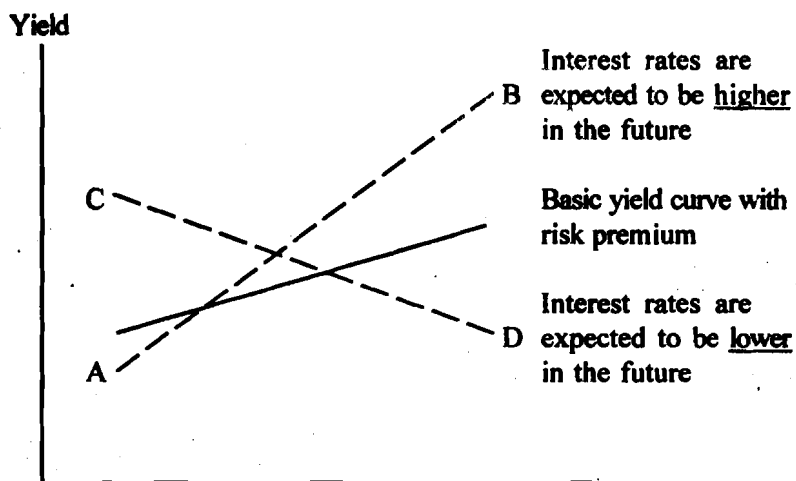 Yield
B
Interest rates are
expected to be higher
in the future
C
Basic yield curve with
risk premium
A
D
Interest rates are
expected to be lower
in the future